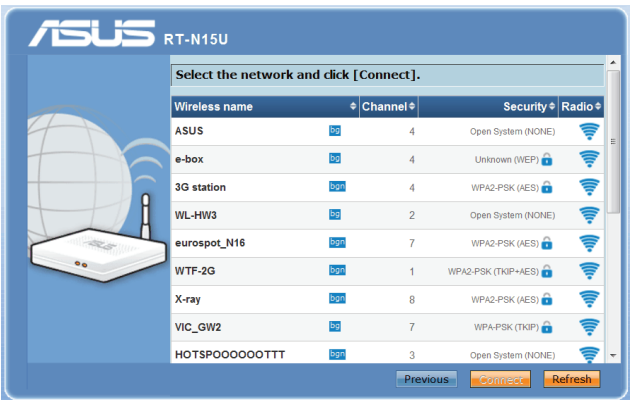 ASUS RT-N15U
Select the network and click [Connect].
Wireless name Channel Security Radio
ASUS bg 4 Open System (NONE)
e-box bg 4 Unknown (WEP)
3G station bgn 4 WPA2-PSK (AES)
WL-HW3 bg 2 Open System (NONE)
eurospot_N16 bgn 7 WPA2-PSK (AES)
WTF-2G bgn 1 WPA2-PSK (TKIP+AES)
X-ray bgn 8 WPA2-PSK (AES)
VIC_GW2 bg 7 WPA-PSK (TKIP)
HOTSPOOOOOOTTT bgn 3 Open System (NONE)
ASUS
Previous Connect Refresh